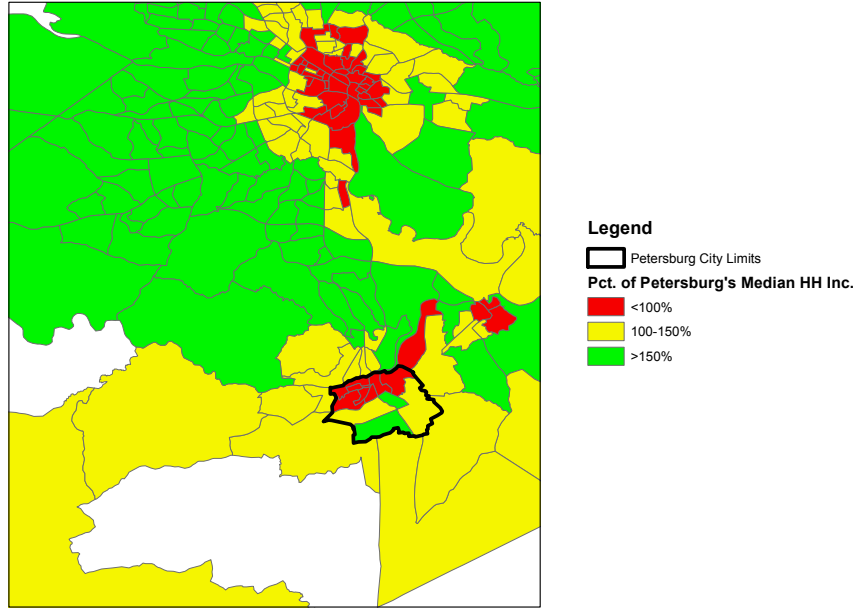 Legend
Petersburg City Limits
Pct. of Petersburg's Median HH Inc.
<100%
100-150%
>150%